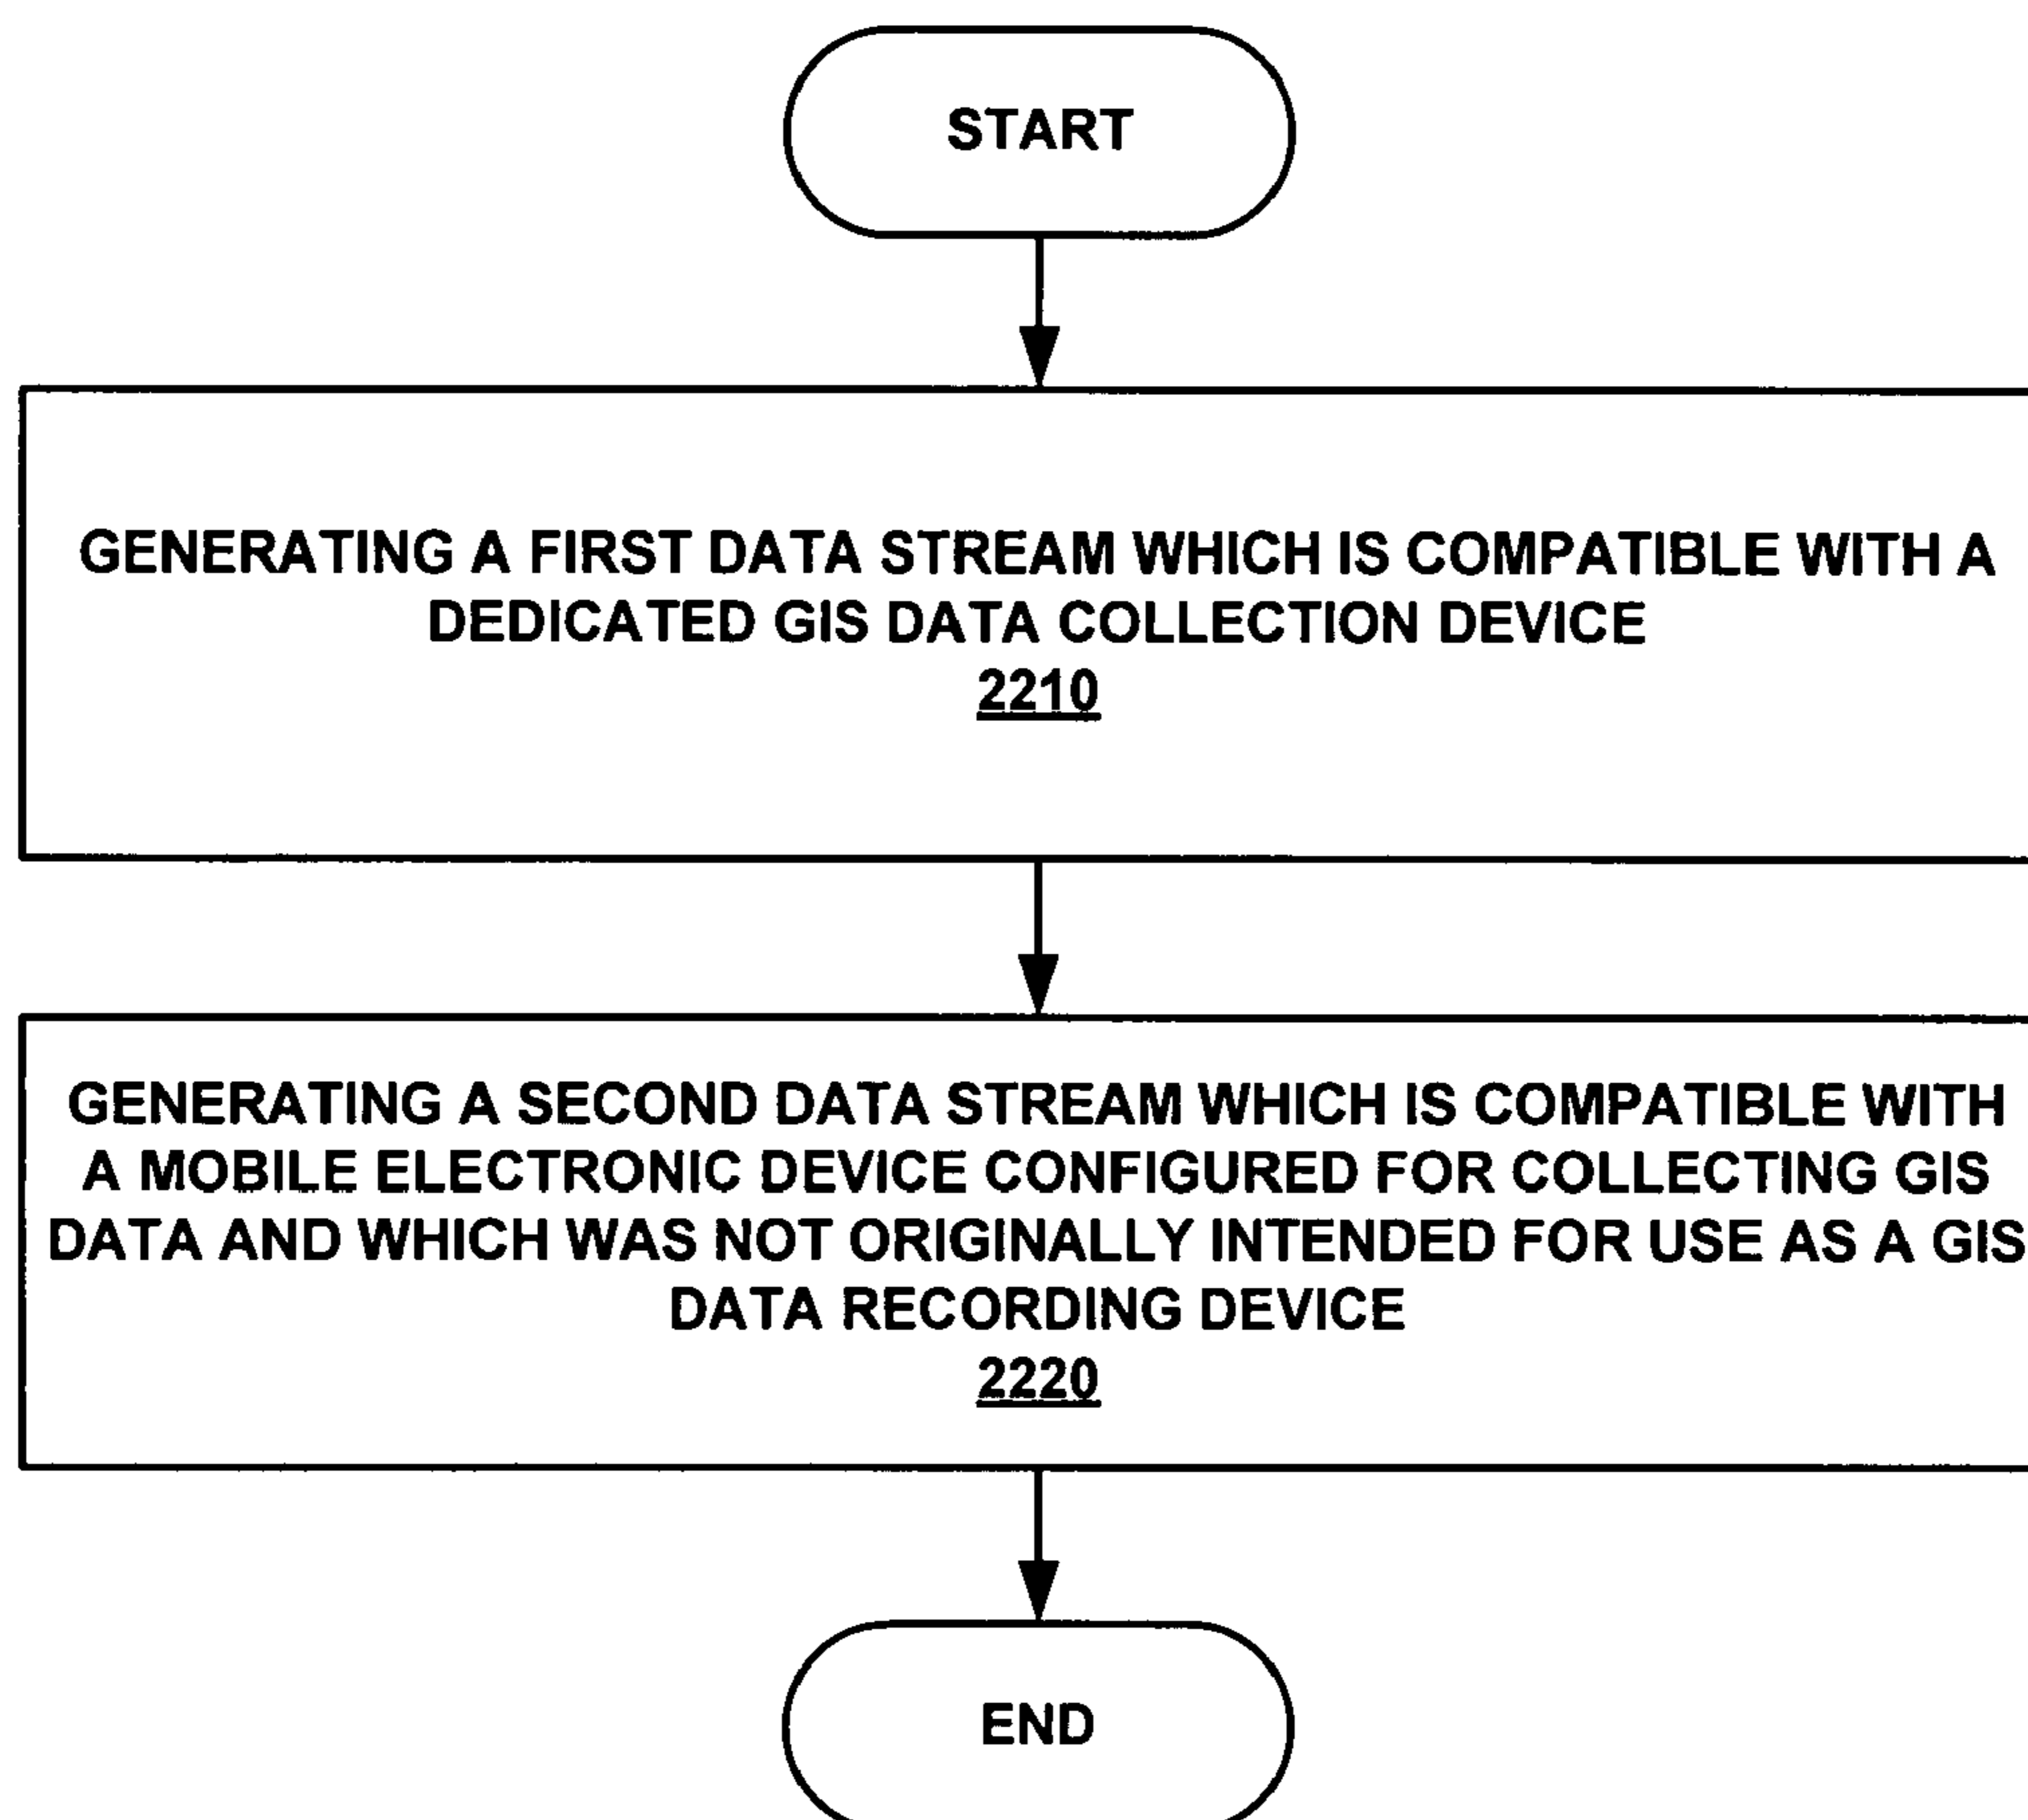 START
GENERATING A FIRST DATA STREAM WHICH IS COMPATIBLE WITH A
DEDICATED GIS DATA COLLECTION DEVICE
2210
GENERATING A SECOND DATA STREAM WHICH IS COMPATIBLE WITH
A MOBILE ELECTRONIC DEVICE CONFIGURED FOR COLLECTING GIS
DATA AND WHICH WAS NOT ORIGINALLY INTENDED FOR USE AS A GIS
DATA RECORDING DEVICE
2220
END